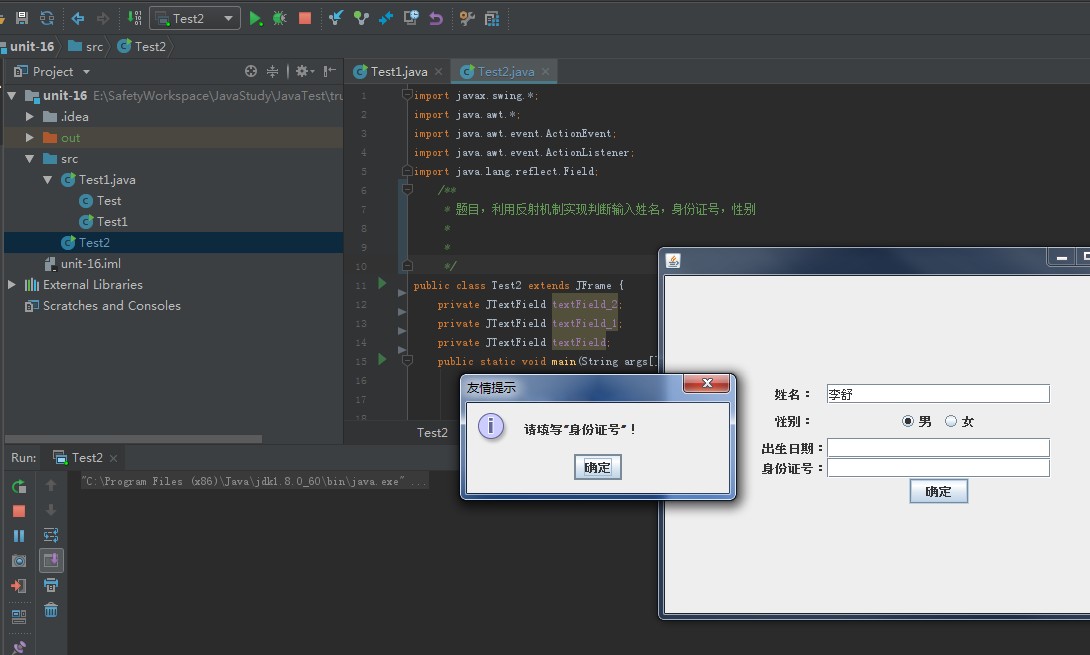 Test2
unit-16 src Test2
Project
Test1.java
Test2.java
unit-16 E:\SafetyWorkspace\JavaStudy\JavaTest\tru
.idea
out
src
Test1.java
Test
Test1
Test2
unit-16.iml
External Libraries
Scratches and Consoles
1 import javax.swing.*;
2 import java.awt.*;
3 import java.awt.event.ActionEvent;
4 import java.awt.event.ActionListener;
5 import java.lang.reflect.Field;
6 /**
7 * 题目，利用反射机制实现判断输入姓名，身份证号，性别
8 *
9 *
10 */
11 public class Test2 extends JFrame {
12 private JTextField textField_2;
13 private JTextField textField_1;
14 private JTextField textField;
15 public static void main(String args[]
16
17
18
Test2
友情提示
请填写"身份证号"！
确定
姓名： 李舒
性别： 男 女
出生日期：
身份证号：
确定
Run: Test2
"C:\Program Files (x86)\Java\jdk1.8.0_60\bin\java.exe" ...